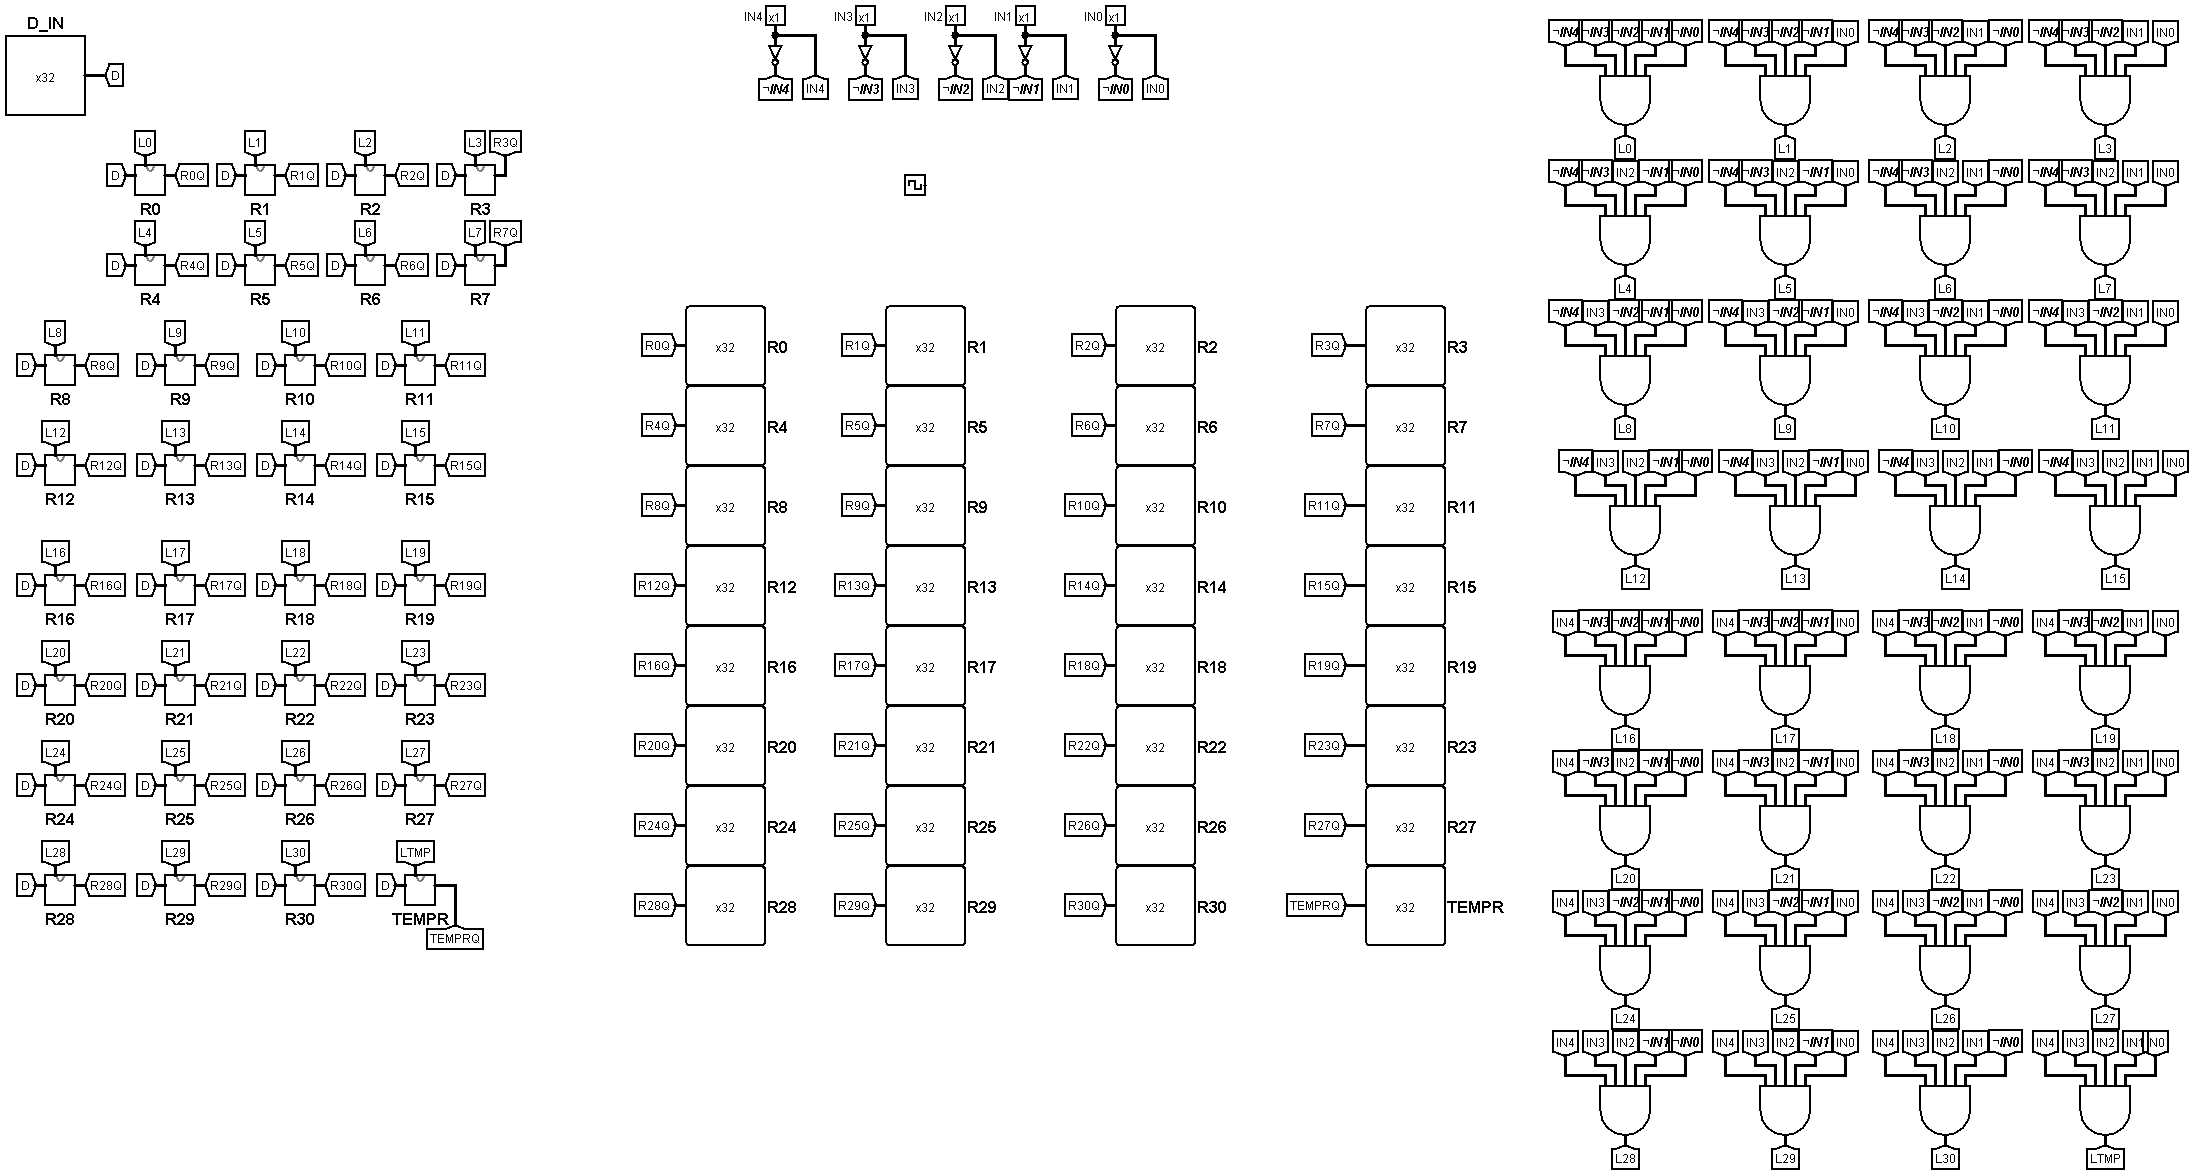 D_IN
x32 D
IN4 x1 IN3 x1 IN2 x1 IN1 x1 IN0 x1
¬IN4 IN4 ¬IN3 IN3 ¬IN2 IN2 ¬IN1 IN1 ¬IN0 IN0
L0 L1 L2 L3 R3Q
D R0Q D R1Q D R2Q D
R0 R1 R2 R3
L4 L5 L6 L7 R7Q
D R4Q D R5Q D R6Q D
R4 R5 R6 R7
L8 L9 L10 L11
D R8Q D R9Q D R10Q D R11Q
R8 R9 R10 R11
L12 L13 L14 L15
D R12Q D R13Q D R14Q D R15Q
R12 R13 R14 R15
L16 L17 L18 L19
D R16Q D R17Q D R18Q D R19Q
R16 R17 R18 R19
L20 L21 L22 L23
D R20Q D R21Q D R22Q D R23Q
R20 R21 R22 R23
L24 L25 L26 L27
D R24Q D R25Q D R26Q D R27Q
R24 R25 R26 R27
L28 L29 L30 LTMP
D R28Q D R29Q D R30Q D
R28 R29 R30 TEMPR
TEMPRQ
R0Q x32 R0 R1Q x32 R1 R2Q x32 R2 R3Q x32 R3
R4Q x32 R4 R5Q x32 R5 R6Q x32 R6 R7Q x32 R7
R8Q x32 R8 R9Q x32 R9 R10Q x32 R10 R11Q x32 R11
R12Q x32 R12 R13Q x32 R13 R14Q x32 R14 R15Q x32 R15
R16Q x32 R16 R17Q x32 R17 R18Q x32 R18 R19Q x32 R19
R20Q x32 R20 R21Q x32 R21 R22Q x32 R22 R23Q x32 R23
R24Q x32 R24 R25Q x32 R25 R26Q x32 R26 R27Q x32 R27
R28Q x32 R28 R29Q x32 R29 R30Q x32 R30 TEMPRQ x32 TEMPR
¬IN4 ¬IN3 ¬IN2 ¬IN1 ¬IN0 ¬IN4 ¬IN3 ¬IN2 ¬IN1 IN0 ¬IN4 ¬IN3 ¬IN2 IN1 ¬IN0 ¬IN4 ¬IN3 ¬IN2 IN1 IN0
L0 L1 L2 L3
¬IN4 ¬IN3 IN2 ¬IN1 ¬IN0 ¬IN4 ¬IN3 IN2 ¬IN1 IN0 ¬IN4 ¬IN3 IN2 IN1 ¬IN0 ¬IN4 ¬IN3 IN2 IN1 IN0
L4 L5 L6 L7
¬IN4 IN3 ¬IN2 ¬IN1 ¬IN0 ¬IN4 IN3 ¬IN2 ¬IN1 IN0 ¬IN4 IN3 ¬IN2 IN1 ¬IN0 ¬IN4 IN3 ¬IN2 IN1 IN0
L8 L9 L10 L11
¬IN4 IN3 IN2 ¬IN1 ¬IN0 ¬IN4 IN3 IN2 ¬IN1 IN0 ¬IN4 IN3 IN2 IN1 ¬IN0 ¬IN4 IN3 IN2 IN1 IN0
L12 L13 L14 L15
IN4 ¬IN3 ¬IN2 ¬IN1 ¬IN0 IN4 ¬IN3 ¬IN2 ¬IN1 IN0 IN4 ¬IN3 ¬IN2 IN1 ¬IN0 IN4 ¬IN3 ¬IN2 IN1 IN0
L16 L17 L18 L19
IN4 ¬IN3 IN2 ¬IN1 ¬IN0 IN4 ¬IN3 IN2 ¬IN1 IN0 IN4 ¬IN3 IN2 IN1 ¬IN0 IN4 ¬IN3 IN2 IN1 IN0
L20 L21 L22 L23
IN4 IN3 ¬IN2 ¬IN1 ¬IN0 IN4 IN3 ¬IN2 ¬IN1 IN0 IN4 IN3 ¬IN2 IN1 ¬IN0 IN4 IN3 ¬IN2 IN1 IN0
L24 L25 L26 L27
IN4 IN3 IN2 ¬IN1 ¬IN0 IN4 IN3 IN2 ¬IN1 IN0 IN4 IN3 IN2 IN1 ¬IN0 IN4 IN3 IN2 IN1 IN0
L28 L29 L30 LTMP